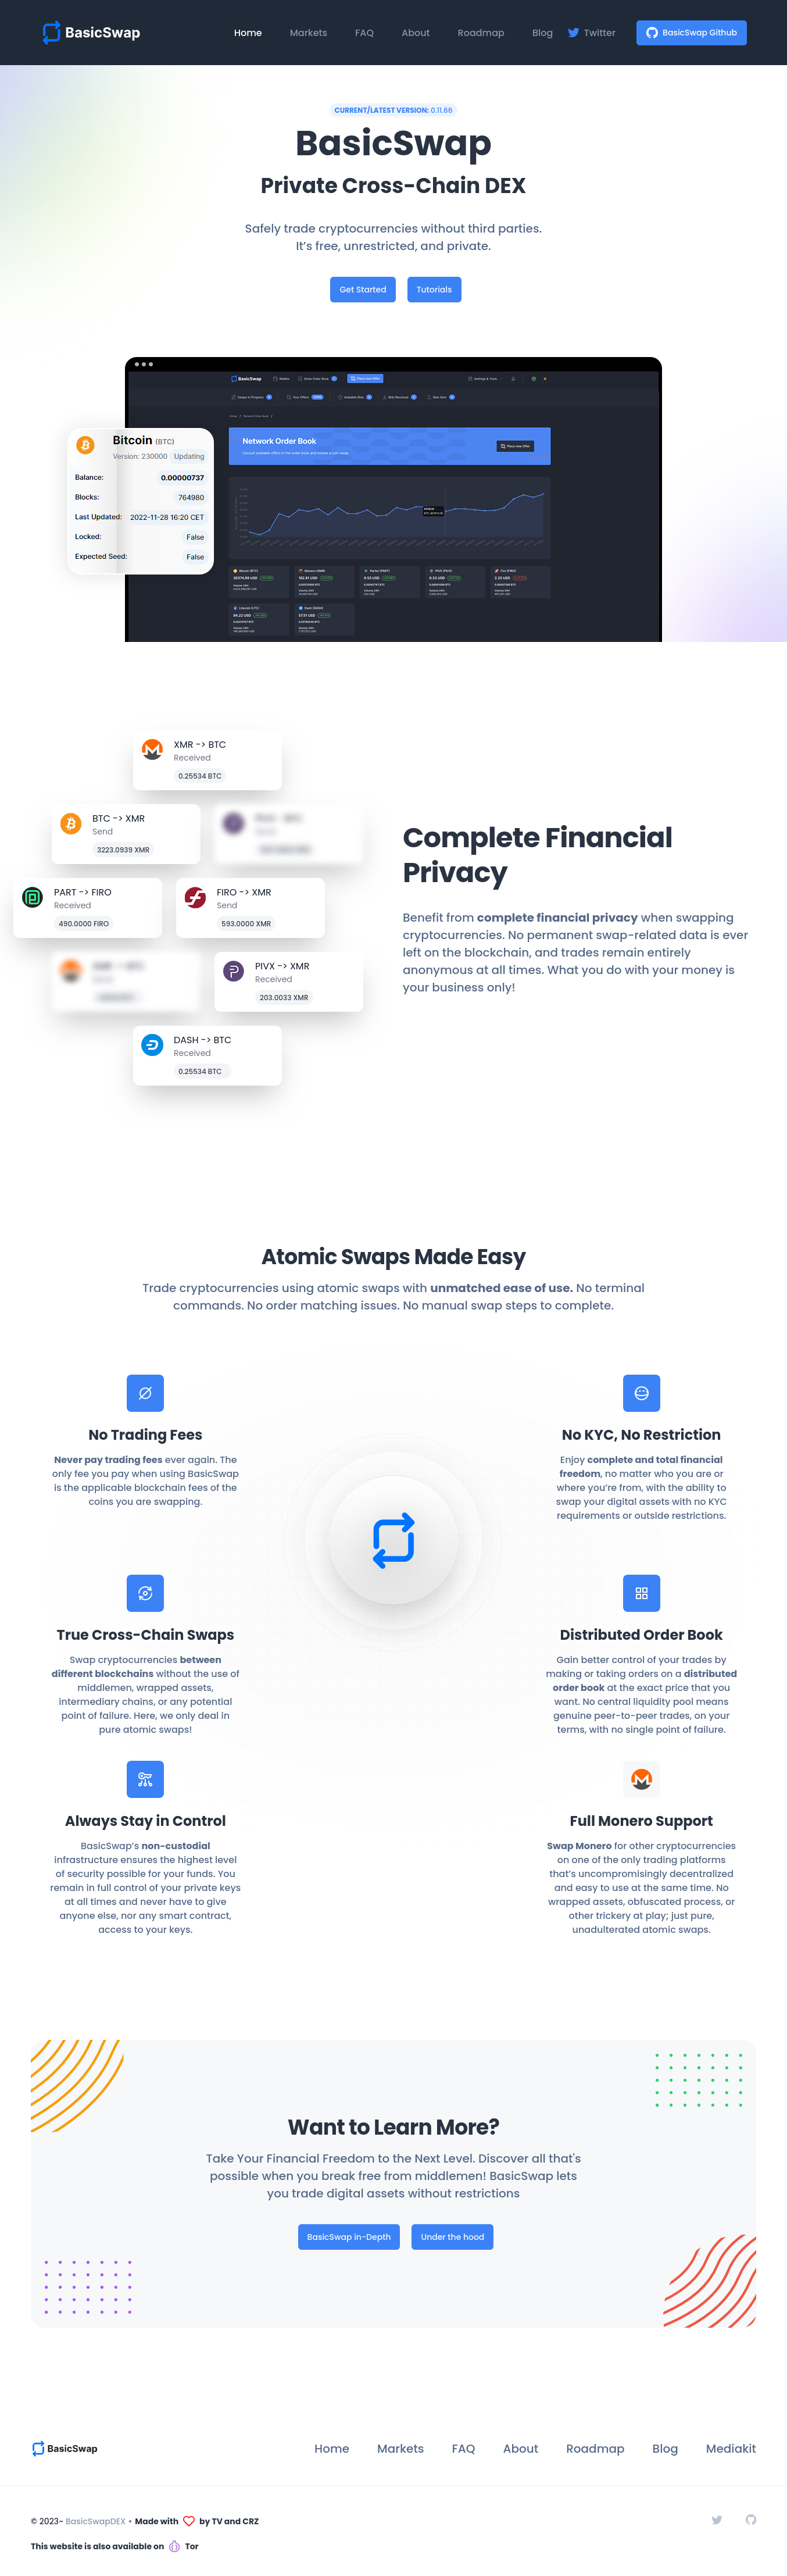 BasicSwap
Home
Markets
FAQ
About
Roadmap
Blog
Twitter
BasicSwap Github
CURRENT/LATEST VERSION: 0.11.66
BasicSwap
Private Cross-Chain DEX
Safely trade cryptocurrencies without third parties.
It’s free, unrestricted, and private.
Get Started
Tutorials
BasicSwap
Network Order Book
Bitcoin (BTC)
Version: 230000 Updating
Balance: 0.00000737
Blocks: 764980
Last Updated: 2022-11-28 16:20 CET
Locked: False
Expected Seed: False
XMR -> BTC
Received
0.25534 BTC
BTC -> XMR
Send
3223.0939 XMR
PART -> FIRO
Received
490.0000 FIRO
FIRO -> XMR
Send
593.0000 XMR
PIVX -> XMR
Received
203.0033 XMR
DASH -> BTC
Received
0.25534 BTC
Complete Financial
Privacy
Benefit from complete financial privacy when swapping
cryptocurrencies. No permanent swap-related data is ever
left on the blockchain, and trades remain entirely
anonymous at all times. What you do with your money is
your business only!
Atomic Swaps Made Easy
Trade cryptocurrencies using atomic swaps with unmatched ease of use. No terminal
commands. No order matching issues. No manual swap steps to complete.
No Trading Fees
Never pay trading fees ever again. The
only fee you pay when using BasicSwap
is the applicable blockchain fees of the
coins you are swapping.
No KYC, No Restriction
Enjoy complete and total financial
freedom, no matter who you are or
where you’re from, with the ability to
swap your digital assets with no KYC
requirements or outside restrictions.
True Cross-Chain Swaps
Swap cryptocurrencies between
different blockchains without the use of
middlemen, wrapped assets,
intermediary chains, or any potential
point of failure. Here, we only deal in
pure atomic swaps!
Distributed Order Book
Gain better control of your trades by
making or taking orders on a distributed
order book at the exact price that you
want. No central liquidity pool means
genuine peer-to-peer trades, on your
terms, with no single point of failure.
Always Stay in Control
BasicSwap’s non-custodial
infrastructure ensures the highest level
of security possible for your funds. You
remain in full control of your private keys
at all times and never have to give
anyone else, nor any smart contract,
access to your keys.
Full Monero Support
Swap Monero for other cryptocurrencies
on one of the only trading platforms
that’s uncompromisingly decentralized
and easy to use at the same time. No
wrapped assets, obfuscated process, or
other trickery at play; just pure,
unadulterated atomic swaps.
Want to Learn More?
Take Your Financial Freedom to the Next Level. Discover all that's
possible when you break free from middlemen! BasicSwap lets
you trade digital assets without restrictions
BasicSwap in-Depth
Under the hood
BasicSwap
Home
Markets
FAQ
About
Roadmap
Blog
Mediakit
© 2023~ BasicSwapDEX • Made with by TV and CRZ
This website is also available on Tor